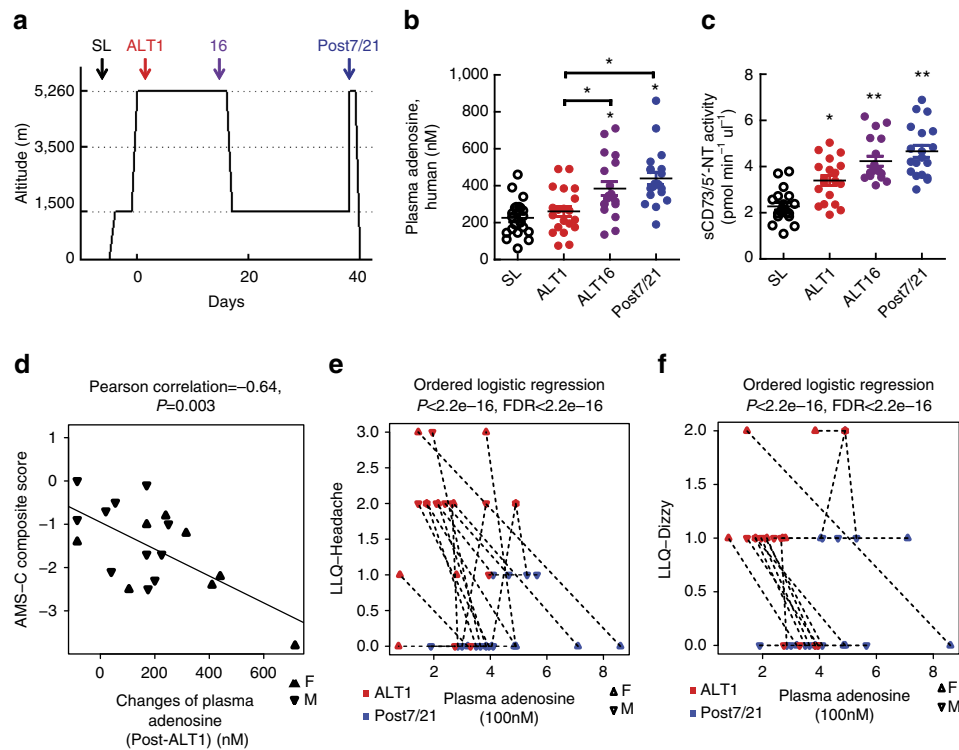 a
SL ALT1 16 Post7/21
5,260
3,500
1,500
0
Altitude (m)
0 20 40
Days
b
1,000
800
600
400
200
0
Plasma adenosine,
human (nM)
* * * *
SL ALT1 ALT16 Post7/21
c
8
6
4
2
0
sCD73/5′-NT activity
(pmol min⁻¹ ul⁻¹)
* ** **
SL ALT1 ALT16 Post7/21
d
Pearson correlation=–0.64,
P=0.003
1
0
–1
–1
–2
–3
AMS-C composite score
0 200 400 600
Changes of plasma
adenosine
(Post-ALT1) (nM)
F
M
e
Ordered logistic regression
P<2.2e–16, FDR<2.2e–16
3.0
2.5
2.0
1.5
1.0
0.5
0.0
LLQ–Headache
2 4 6 8
Plasma adenosine
(100nM)
ALT1
Post7/21
F
M
f
Ordered logistic regression
P<2.2e–16, FDR<2.2e–16
2.0
1.5
1.0
0.5
0.0
LLQ–Dizzy
2 4 6 8
Plasma adenosine
(100nM)
ALT1
Post7/21
F
M